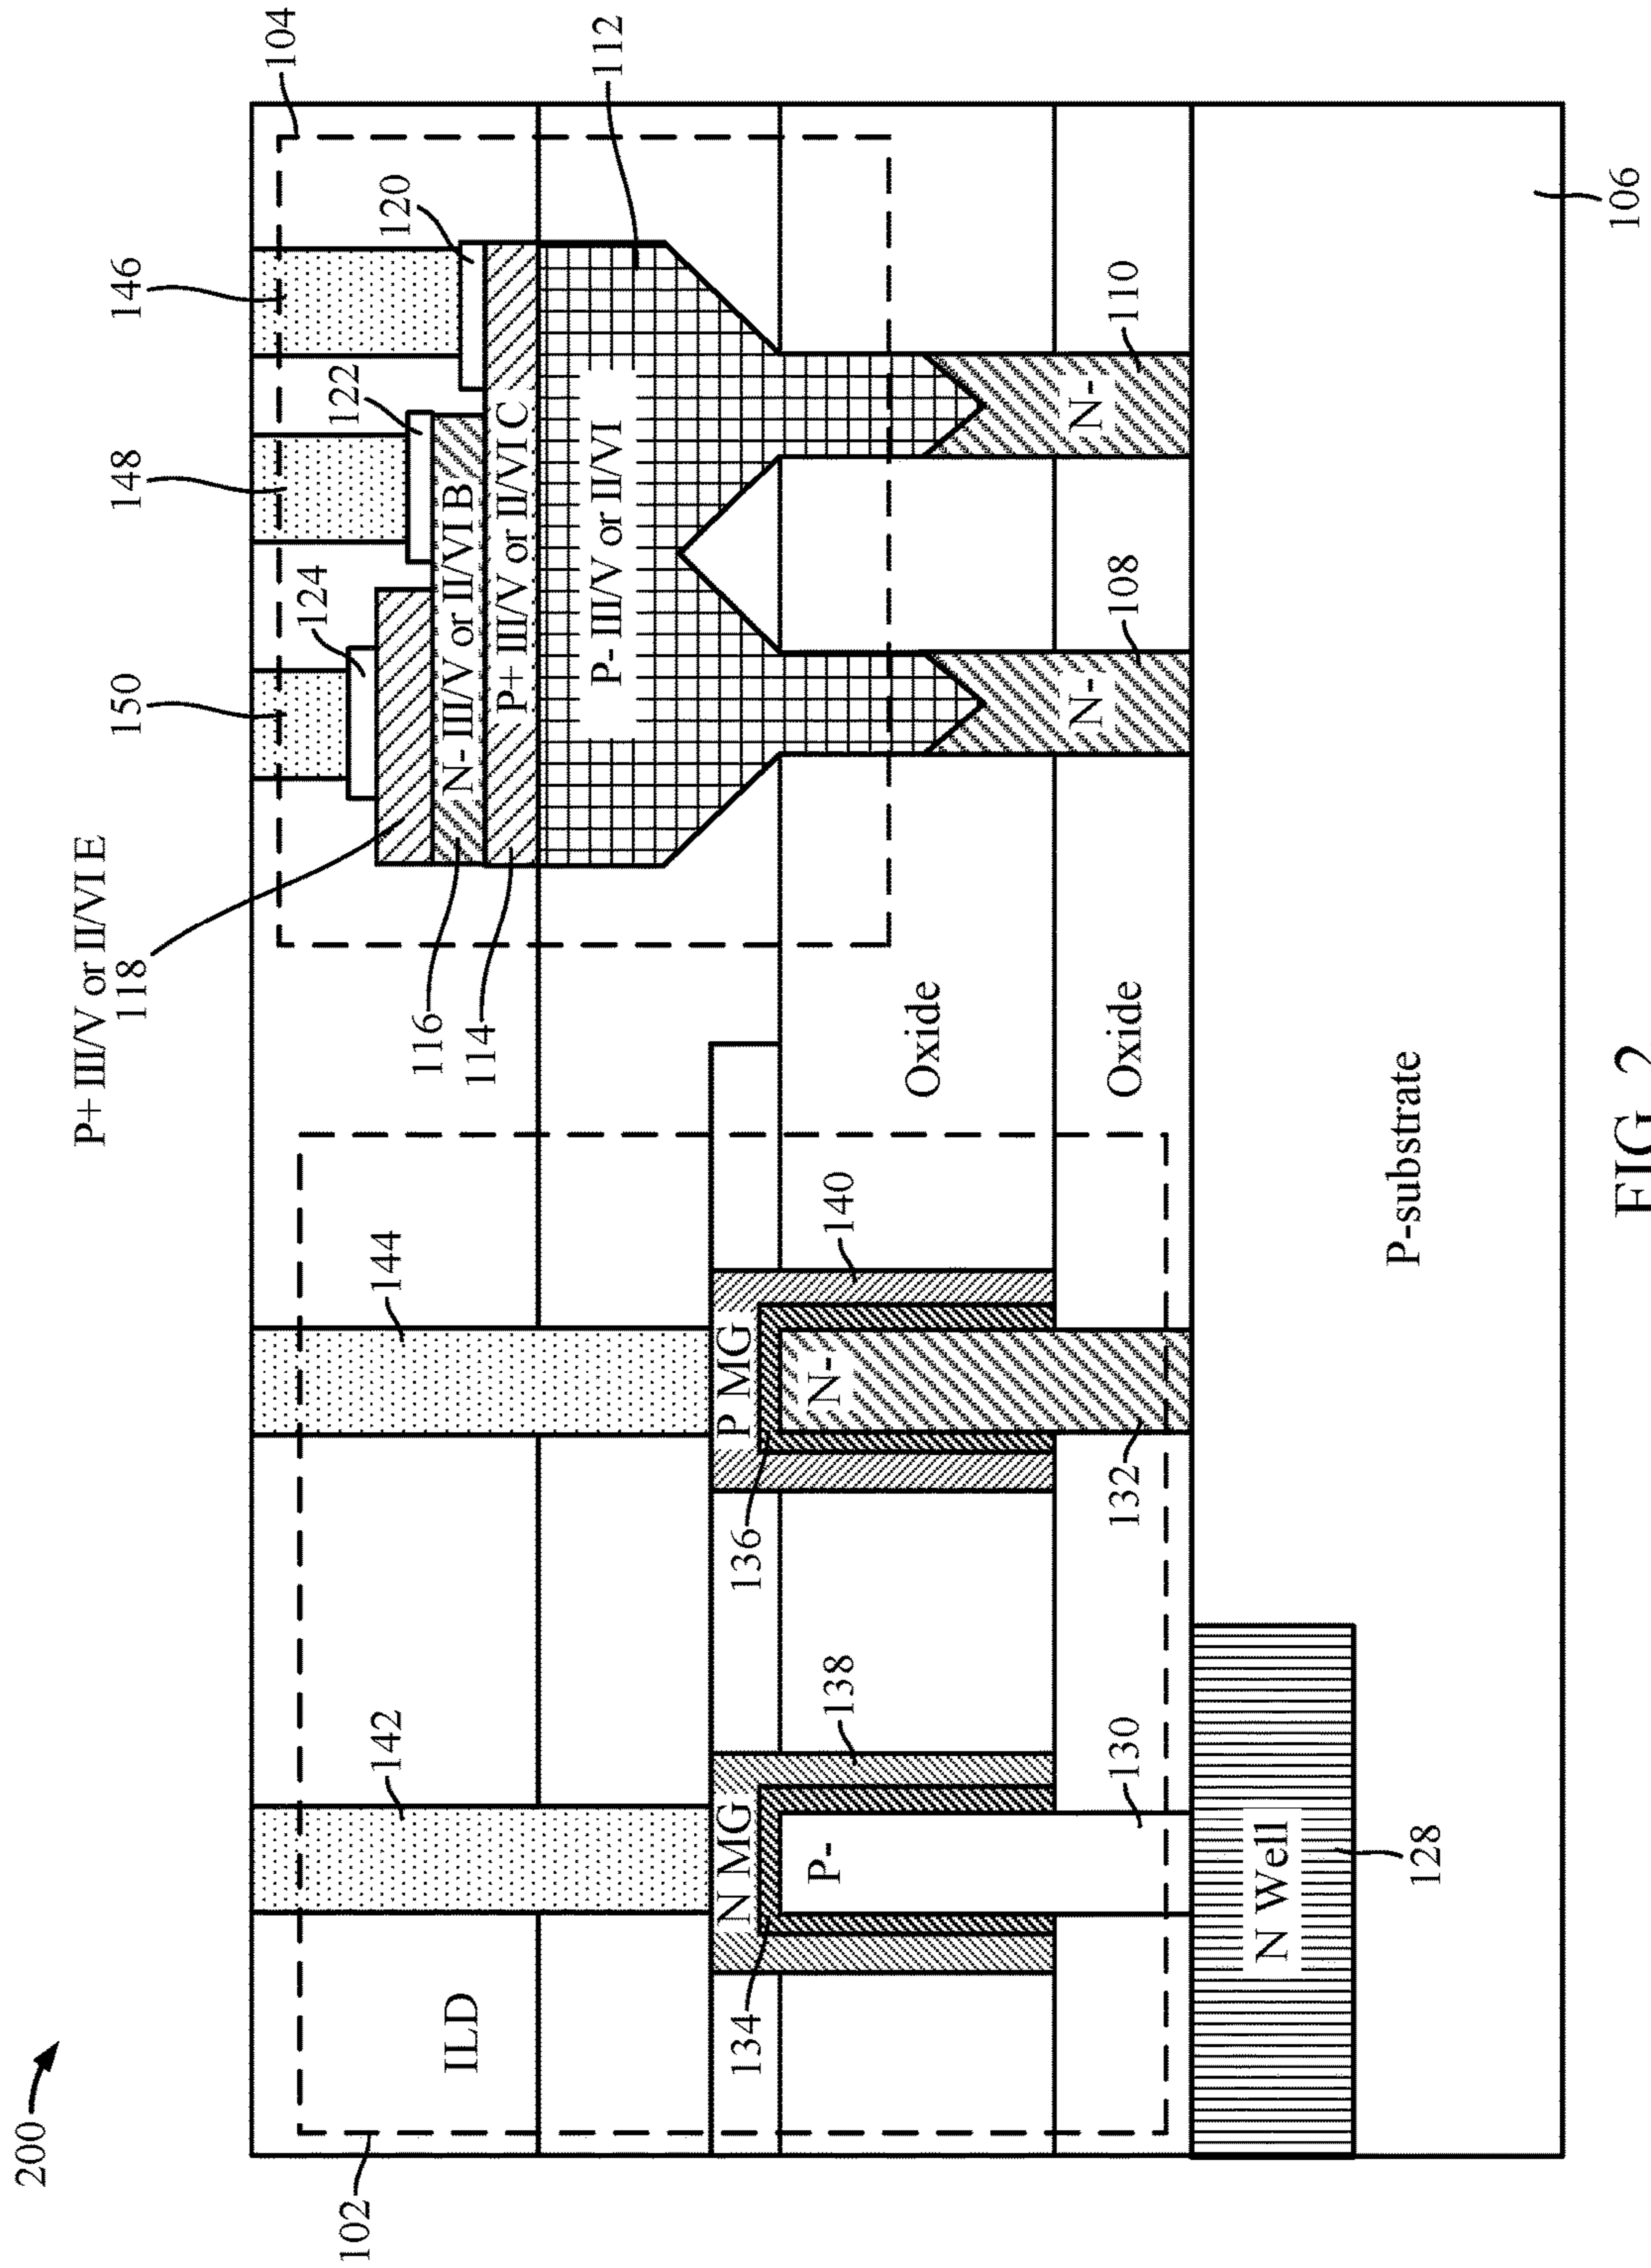 200
102
ILD
142
144
P+ III/V or II/VI E
118
150
148
146
104
124
122
120
112
116
114
N- III/V or II/VI B
P+ III/V or II/VI C
P- III/V or II/VI
N MG
P MG
134
136
138
140
P-
N-
130
132
Oxide
Oxide
N-
N-
108
110
N Well
128
P-substrate
106
FIG. 2